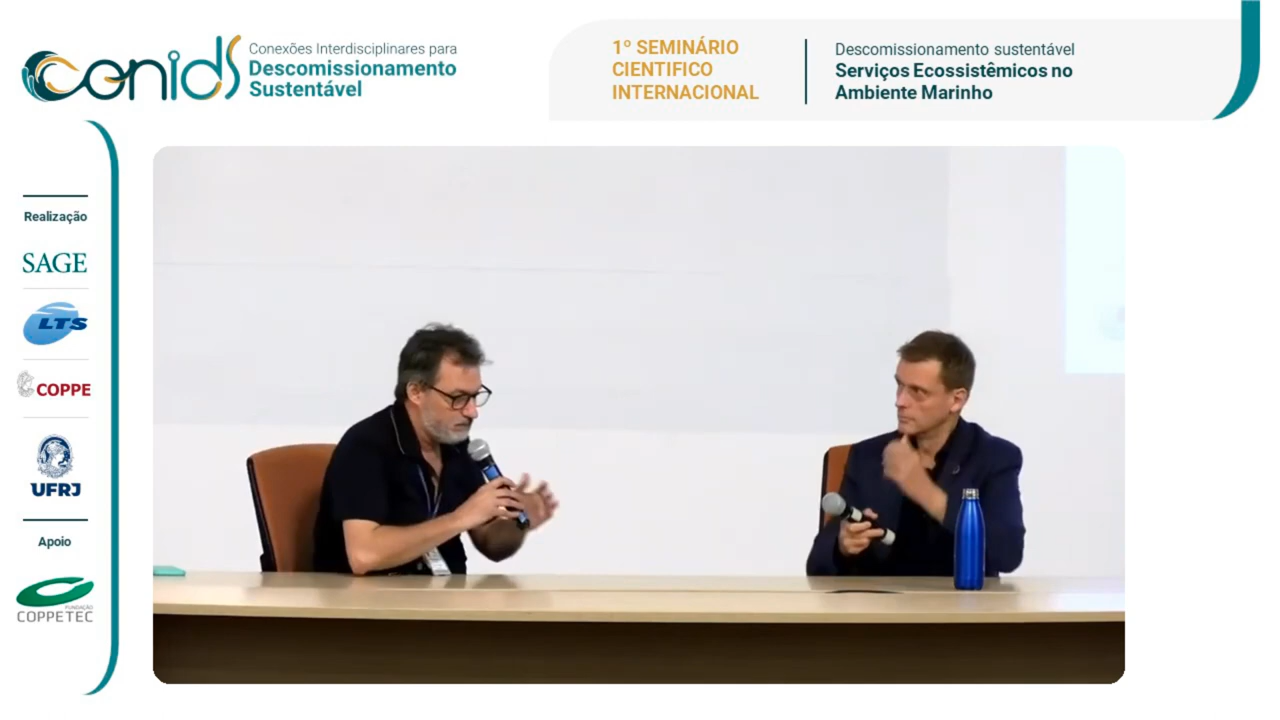 conids
Conexões Interdisciplinares para
Descomissionamento
Sustentável
1º SEMINÁRIO
CIENTIFICO
INTERNACIONAL
Descomissionamento sustentável
Serviços Ecossistêmicos no
Ambiente Marinho
Realização
SAGE
LTS
COPPE
UFRJ
Apoio
FUNDAÇÃO
COPPETEC